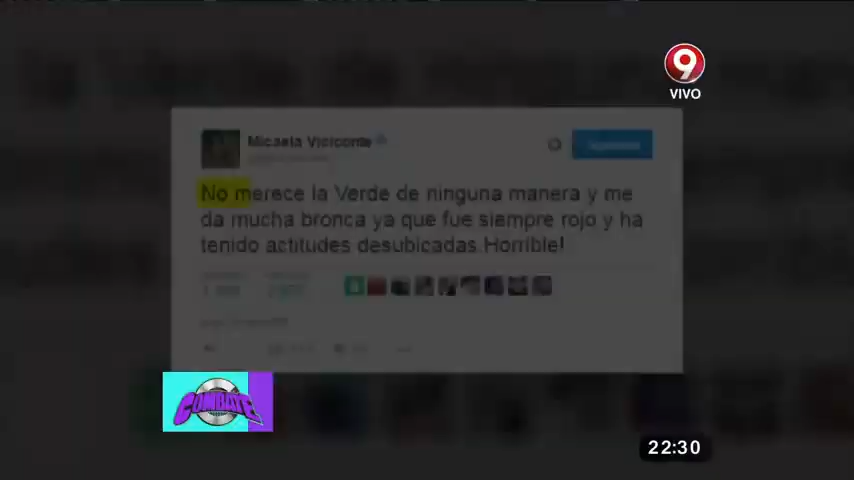 9
VIVO
Micaela Viciconte
No merece la Verde de ninguna manera y me
da mucha bronca ya que fue siempre rojo y ha
tenido actitudes desubicadas.Horrible!
COMBATE
22:30